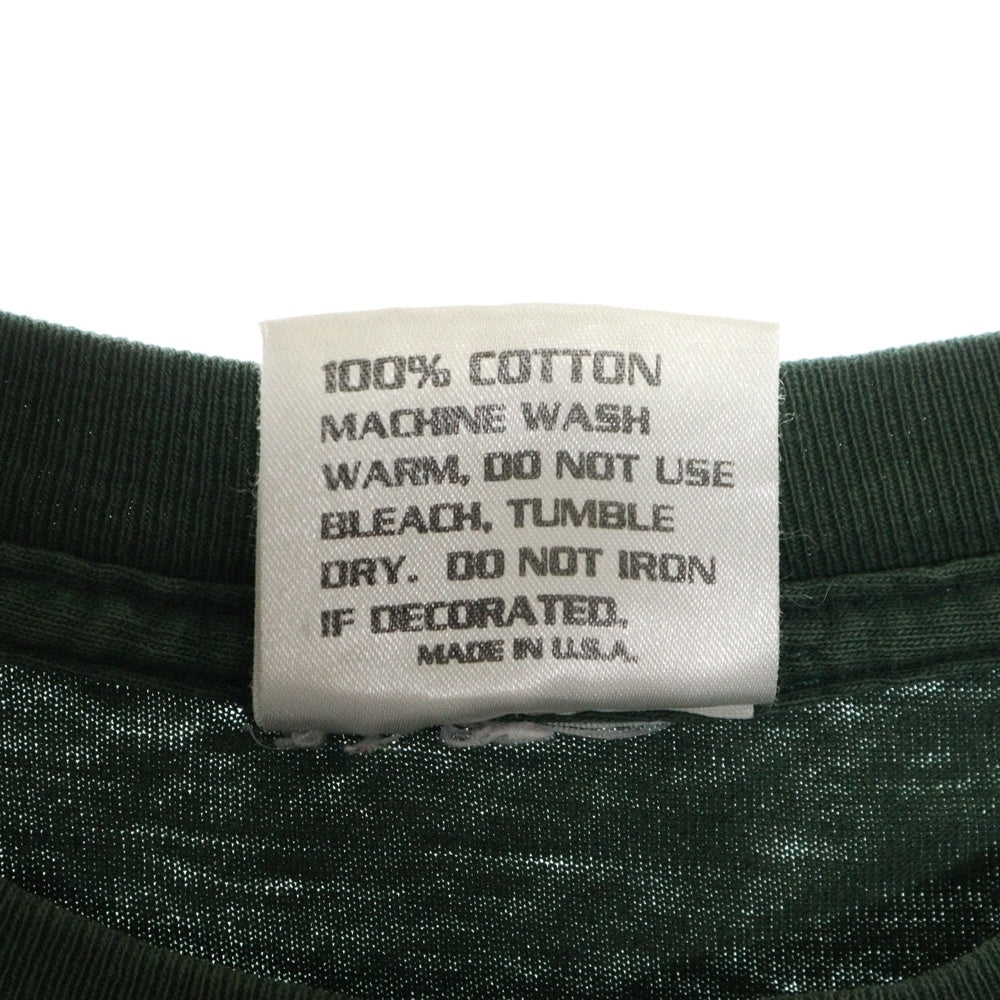 100% COTTON
MACHINE WASH
WARM, DO NOT USE
BLEACH, TUMBLE
DRY. DO NOT IRON
IF DECORATED.
MADE IN U.S.A.